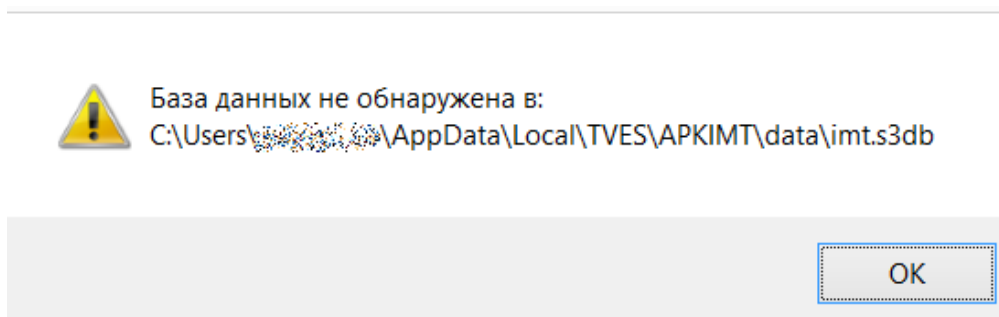 База данных не обнаружена в:
C:\Users\ \AppData\Local\TVES\APKIMT\data\imt.s3db
OK